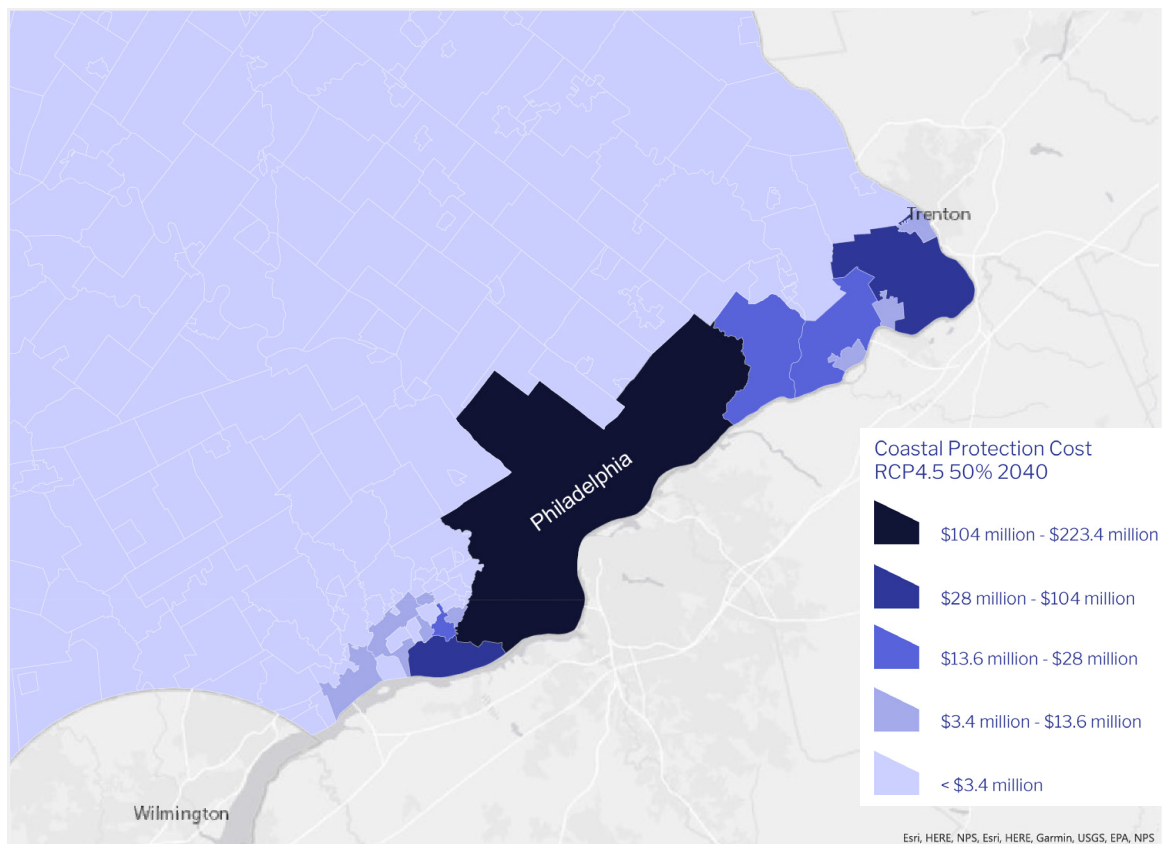 Trenton
Philadelphia
Coastal Protection Cost
RCP4.5 50% 2040
$104 million - $223.4 million
$28 million - $104 million
$13.6 million - $28 million
$3.4 million - $13.6 million
< $3.4 million
Wilmington
Esri, HERE, NPS, Esri, HERE, Garmin, USGS, EPA, NPS